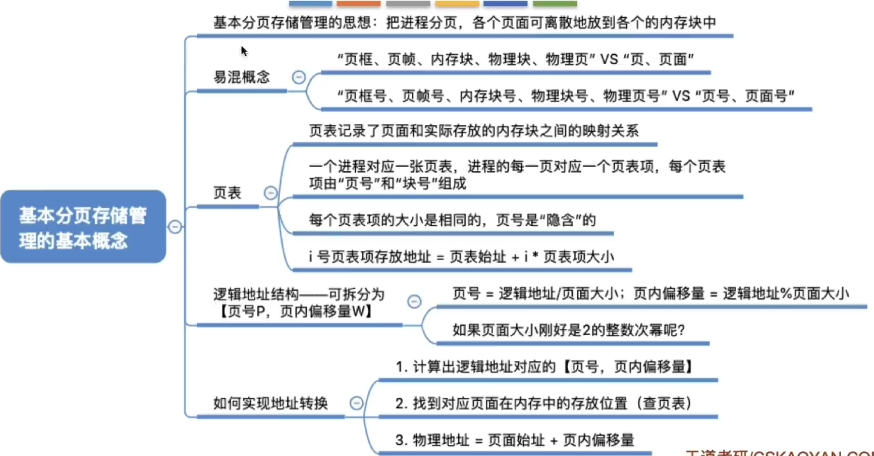 基本分页存储管理的思想：把进程分页，各个页面可离散地放到各个的内存块中
易混概念
“页框、页帧、内存块、物理块、物理页” VS “页、页面”
“页框号、页帧号、内存块号、物理块号、物理页号” VS “页号、页面号”
页表
页表记录了页面和实际存放的内存块之间的映射关系
一个进程对应一张页表，进程的每一页对应一个页表项，每个页表
项由“页号”和“块号”组成
每个页表项的大小是相同的，页号是“隐含”的
i 号页表项存放地址 = 页表始址 + i * 页表项大小
基本分页存储管
理的基本概念
逻辑地址结构——可拆分为
【页号P，页内偏移量W】
页号 = 逻辑地址/页面大小；页内偏移量 = 逻辑地址%页面大小
如果页面大小刚好是2的整数次幂呢？
如何实现地址转换
1. 计算出逻辑地址对应的【页号，页内偏移量】
2. 找到对应页面在内存中的存放位置（查页表）
3. 物理地址 = 页面始址 + 页内偏移量
王道考研/CSKAOYAN.COM